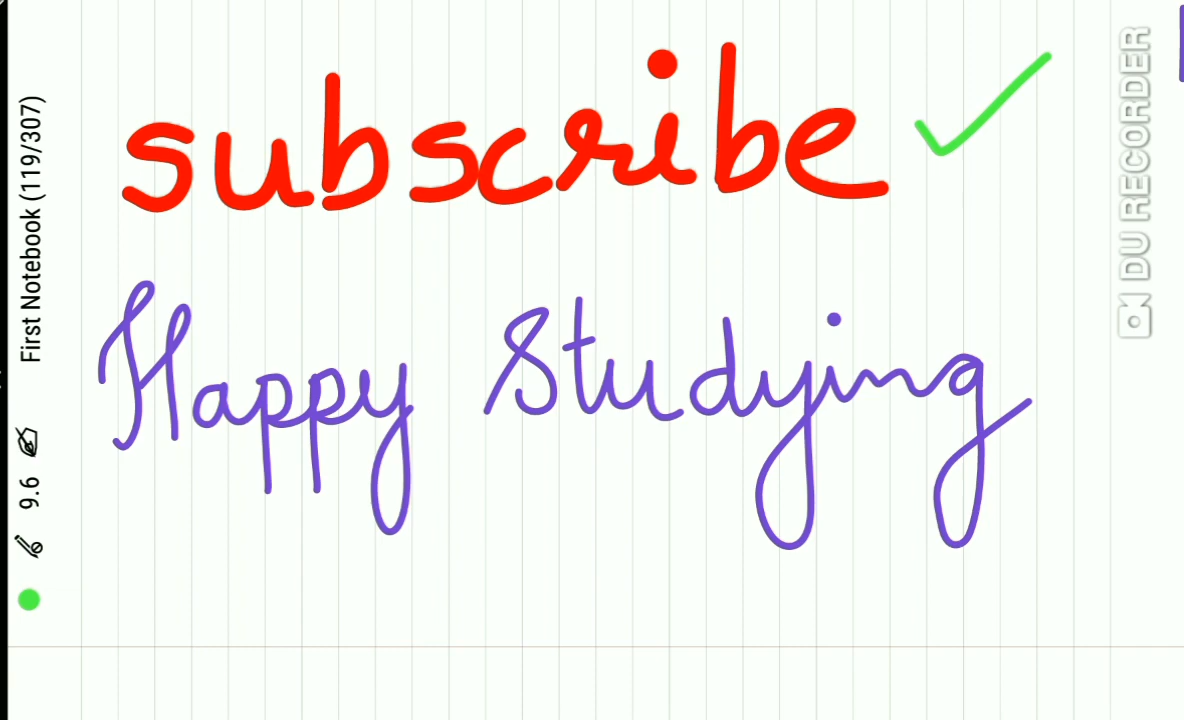 subscribe ✓
Happy Studying
First Notebook (119/307)
9.6
DU RECORDER